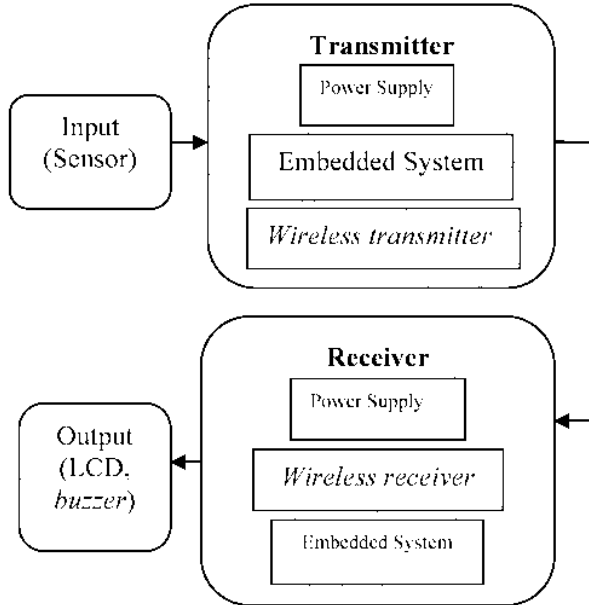 Transmitter
Power Supply
Input
(Sensor)
Embedded System
Wireless transmitter
Receiver
Power Supply
Output
(LCD,
buzzer)
Wireless receiver
Embedded System